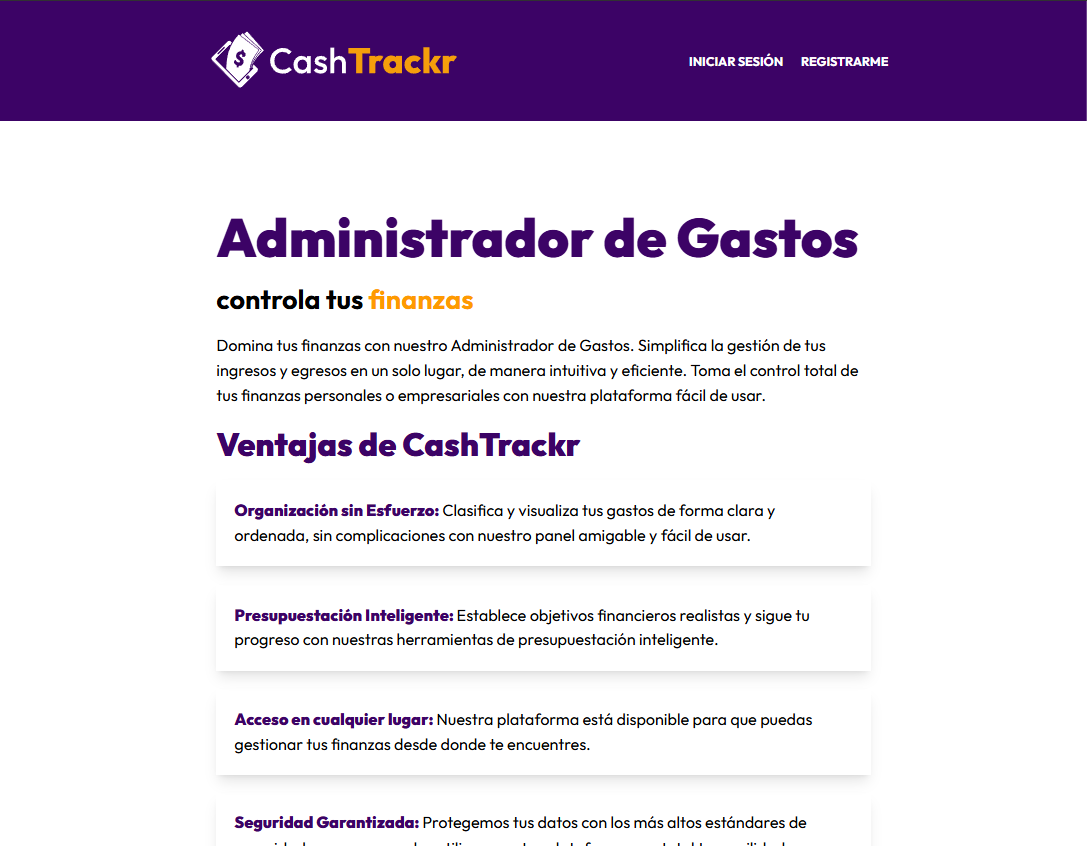 $
CashTrackr
INICIAR SESIÓN
REGISTRARME
Administrador de Gastos
controla tus finanzas
Domina tus finanzas con nuestro Administrador de Gastos. Simplifica la gestión de tus
ingresos y egresos en un solo lugar, de manera intuitiva y eficiente. Toma el control total de
tus finanzas personales o empresariales con nuestra plataforma fácil de usar.
Ventajas de CashTrackr
Organización sin Esfuerzo: Clasifica y visualiza tus gastos de forma clara y
ordenada, sin complicaciones con nuestro panel amigable y fácil de usar.
Presupuestación Inteligente: Establece objetivos financieros realistas y sigue tu
progreso con nuestras herramientas de presupuestación inteligente.
Acceso en cualquier lugar: Nuestra plataforma está disponible para que puedas
gestionar tus finanzas desde donde te encuentres.
Seguridad Garantizada: Protegemos tus datos con los más altos estándares de